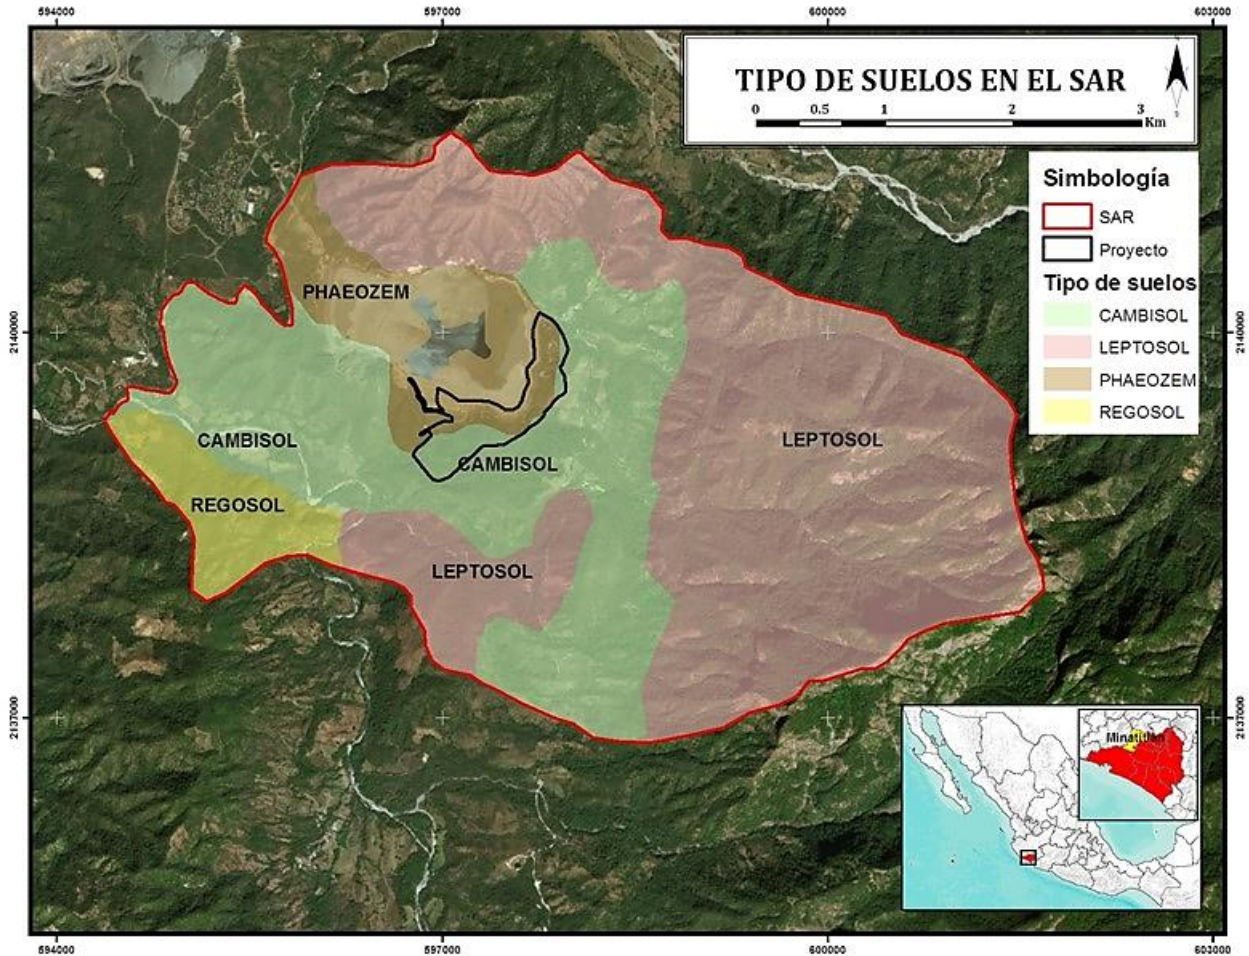 594000
597000
600000
603000
TIPO DE SUELOS EN EL SAR
0 0.5 1 2 3
Km
Simbología
SAR
Proyecto
Tipo de suelos
CAMBISOL
LEPTOSOL
PHAEOZEM
REGOSOL
PHAEOZEM
2140000
2140000
CAMBISOL
CAMBISOL
LEPTOSOL
REGOSOL
LEPTOSOL
2137000
2137000
Minatitlán
594000
597000
600000
603000